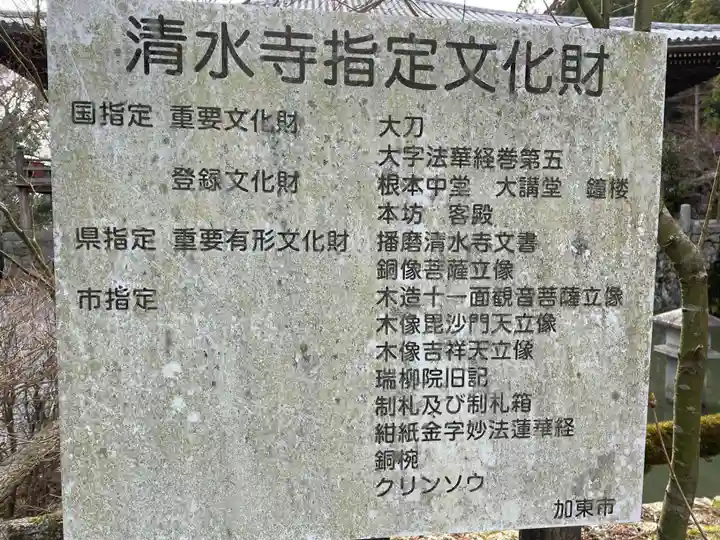 清水寺指定文化財
国指定 重要文化財 大刀
大字法華経巻第五
登録文化財 根本中堂 大講堂 鐘楼
本坊 客殿
県指定 重要有形文化財 播磨清水寺文書
銅像菩薩立像
市指定 木造十一面観音菩薩立像
木像毘沙門天立像
木像吉祥天立像
瑞柳院旧記
制札及び制札箱
紺紙金字妙法蓮華経
銅椀
クリンソウ
加東市